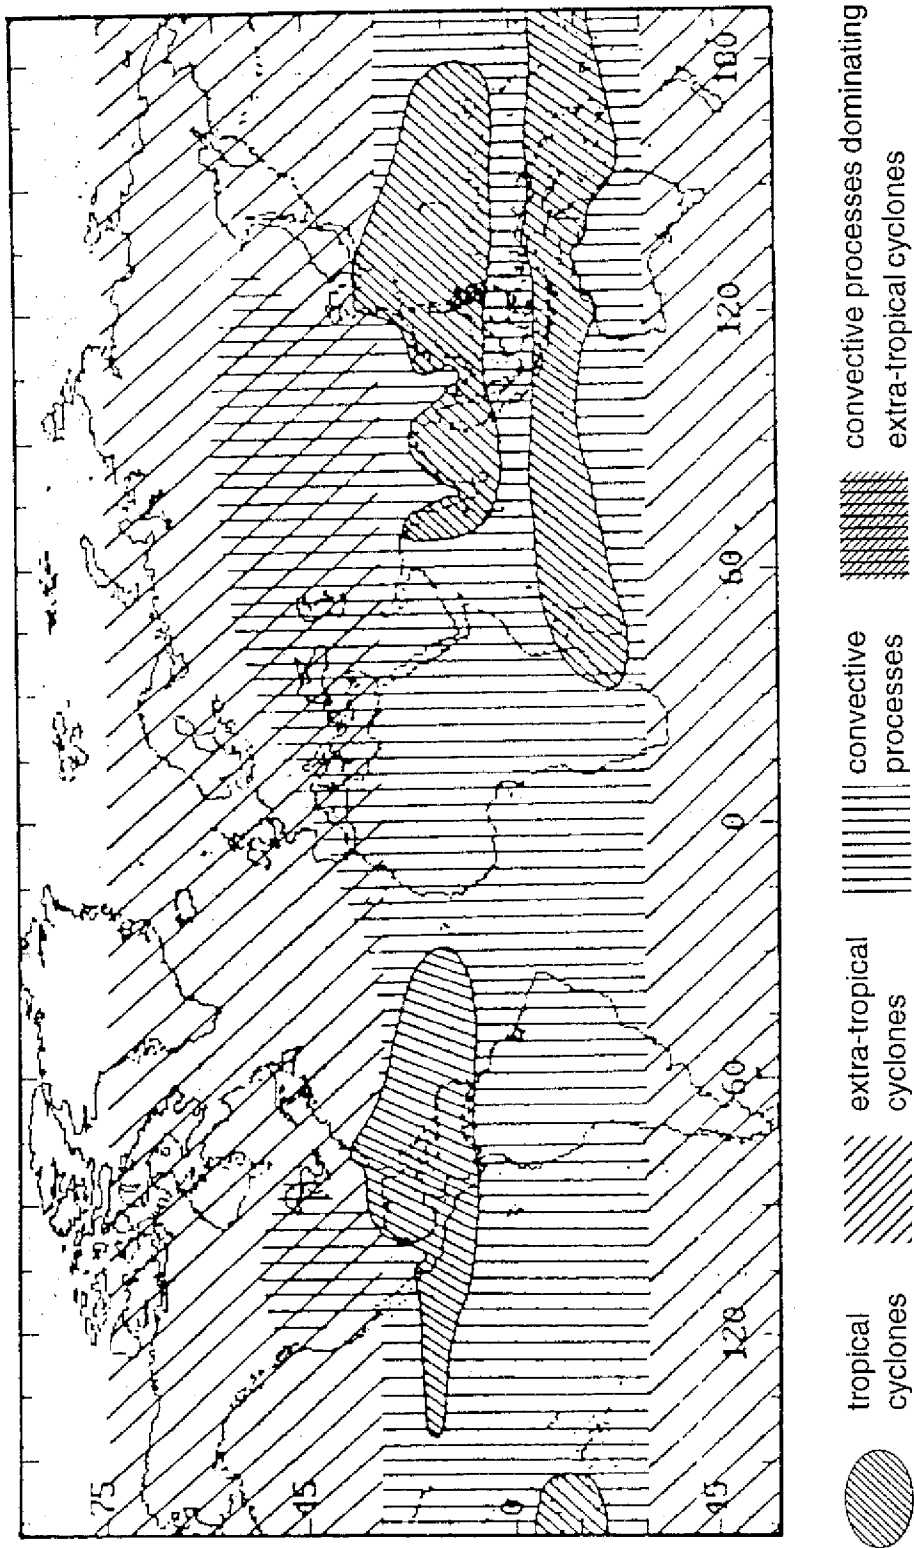 75
45
0
45
120
60
0
60
120
180
tropical
cyclones
extra-tropical
cyclones
convective
processes
convective processes dominating
extra-tropical cyclones